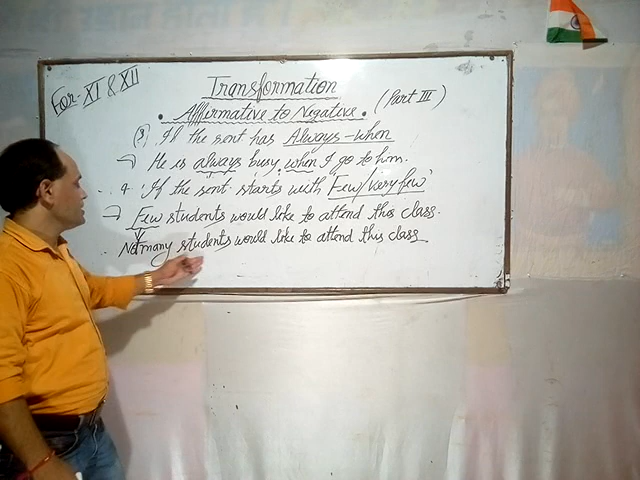 For XI & XII
Transformation
Affirmative to Negative. (Part III)
(3) If the sent has Always-when
→ He is always busy when I go to him.
4. If the sent. starts with Few/very few'
→ Few students would like to attend this class.
Not many students would like to attend this class